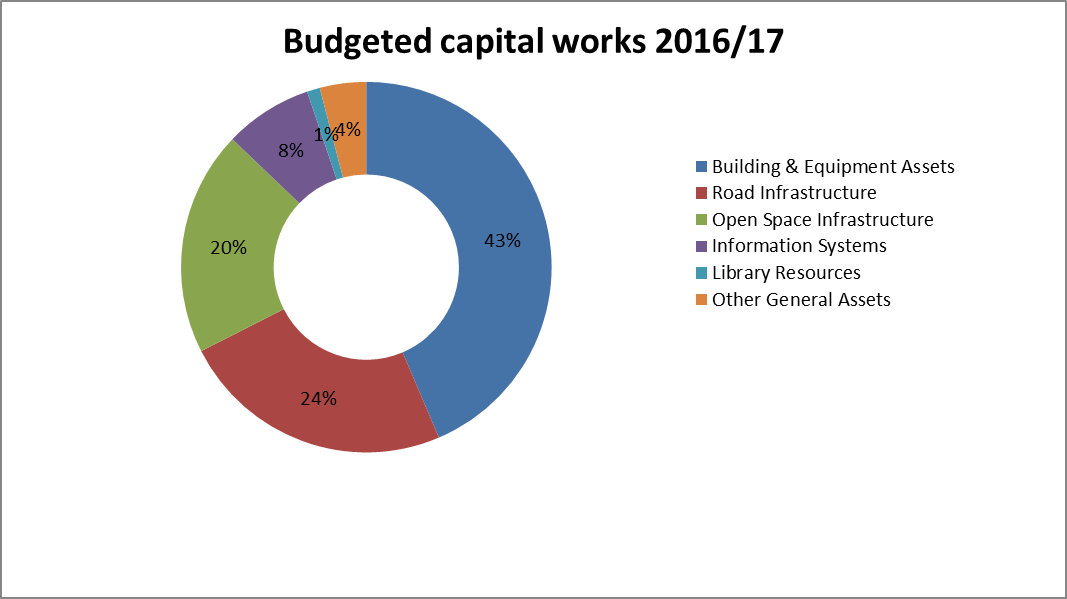 Budgeted capital works 2016/17
43%
24%
20%
8%
1%
4%
Building & Equipment Assets
Road Infrastructure
Open Space Infrastructure
Information Systems
Library Resources
Other General Assets